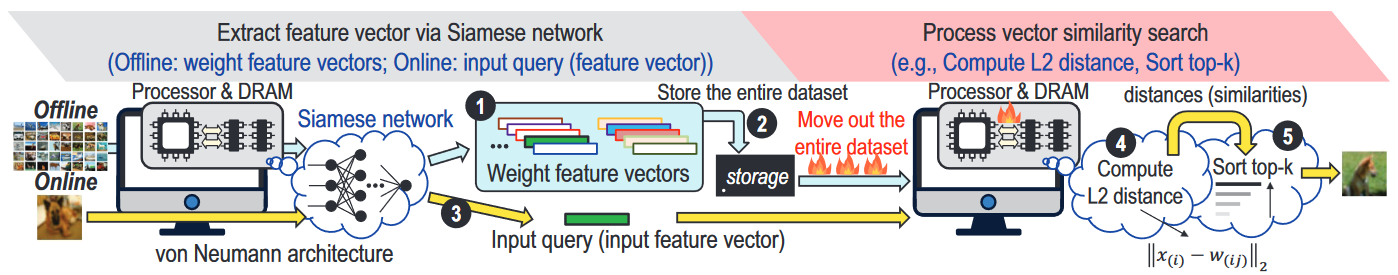 Extract feature vector via Siamese network
(Offline: weight feature vectors; Online: input query (feature vector))
Process vector similarity search
(e.g., Compute L2 distance, Sort top-k)
Offline
Online
Processor & DRAM
Siamese network
von Neumann architecture
1
...
Weight feature vectors
Store the entire dataset
2
.storage
Move out the
entire dataset
3
Input query (input feature vector)
Processor & DRAM
distances (similarities)
4
Compute
L2 distance
5
Sort top-k
‖x(i) − w(ij)‖2